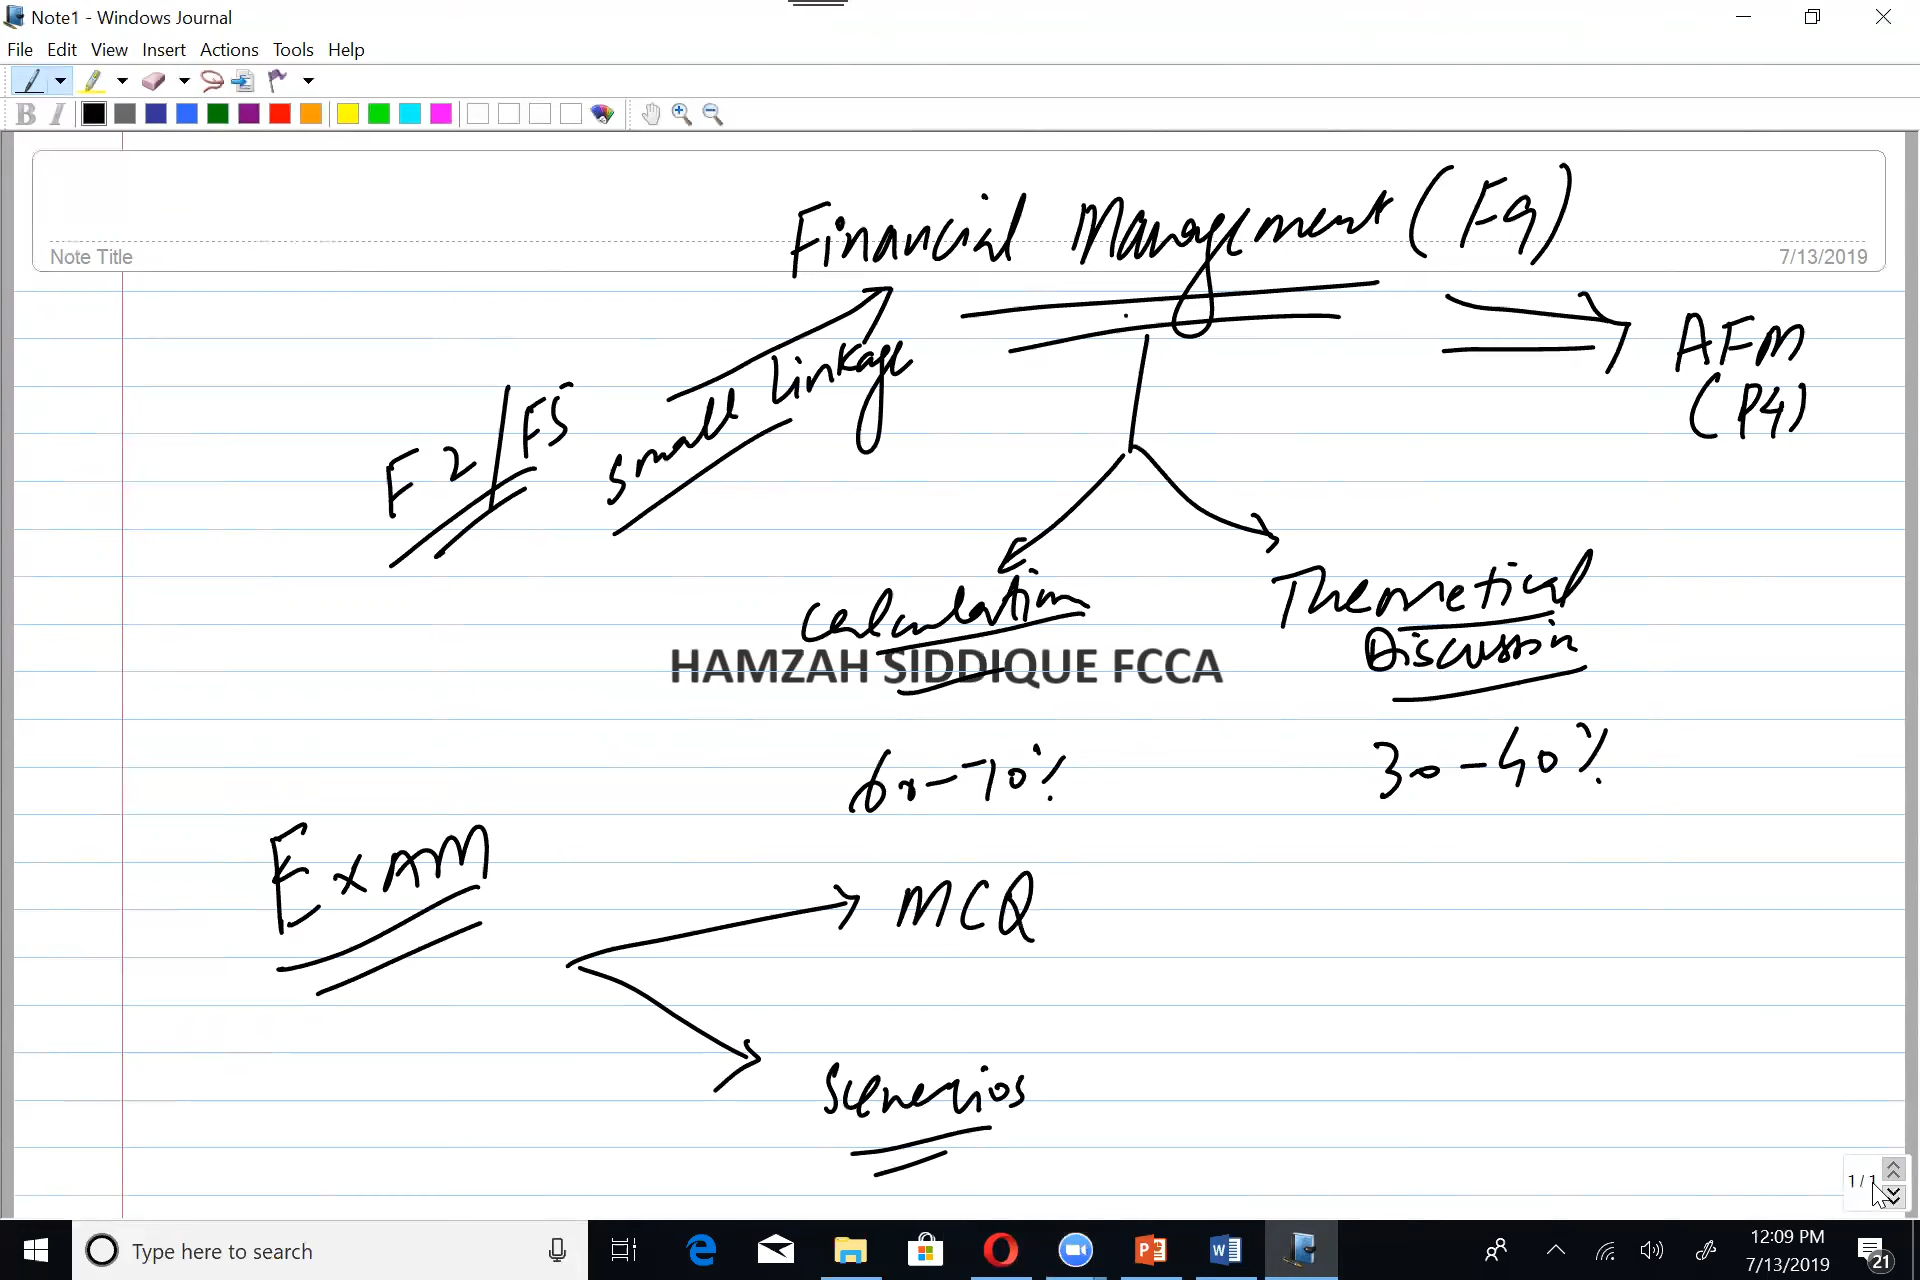 Note1 - Windows Journal
File Edit View Insert Actions Tools Help
B I
Financial Management (F9)
Note Title
7/13/2019
AFM
(P4)
small linkage
F2/F5
Calculation
Theoretical
Discussion
HAMZAH SIDDIQUE FCCA
60-70%
30-40%
EXAM
MCQ
Scenerios
1 / 1
Type here to search
12:09 PM
7/13/2019
21